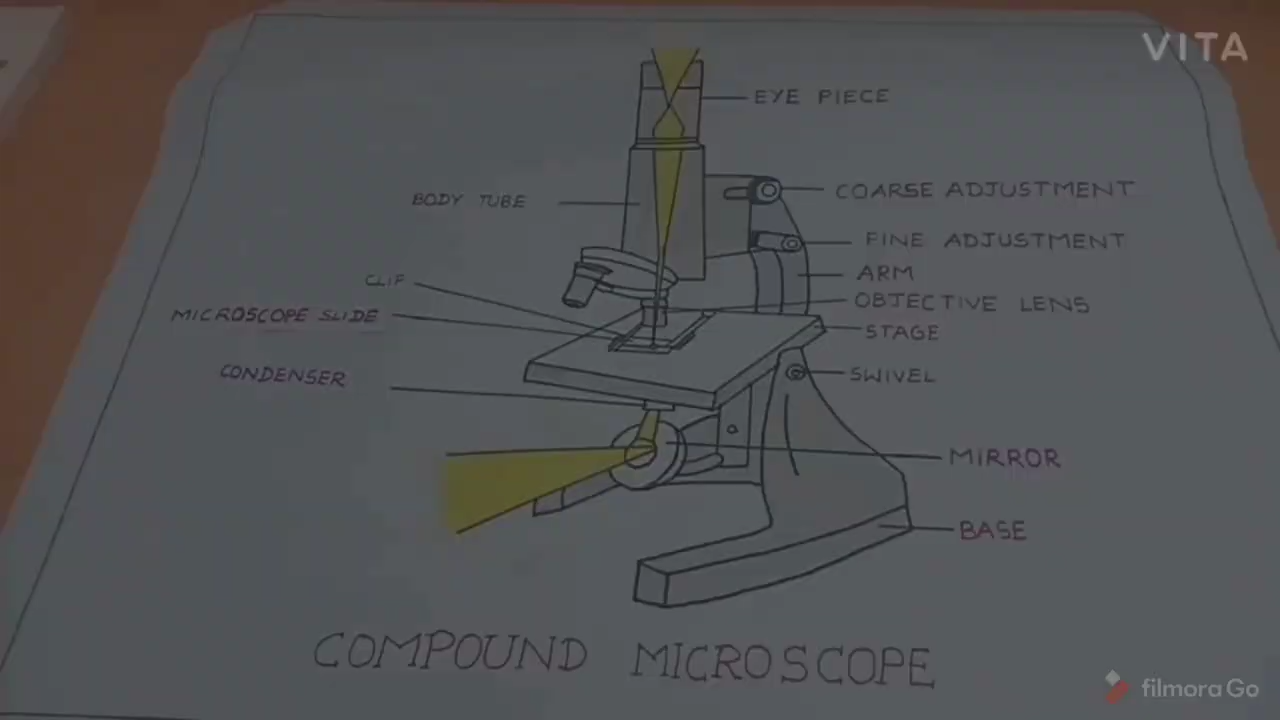 VITA
EYE PIECE
COARSE ADJUSTMENT
BODY TUBE
FINE ADJUSTMENT
ARM
CLIP
OBJECTIVE LENS
MICROSCOPE SLIDE
STAGE
CONDENSER
SWIVEL
MIRROR
BASE
COMPOUND MICROSCOPE
filmora Go